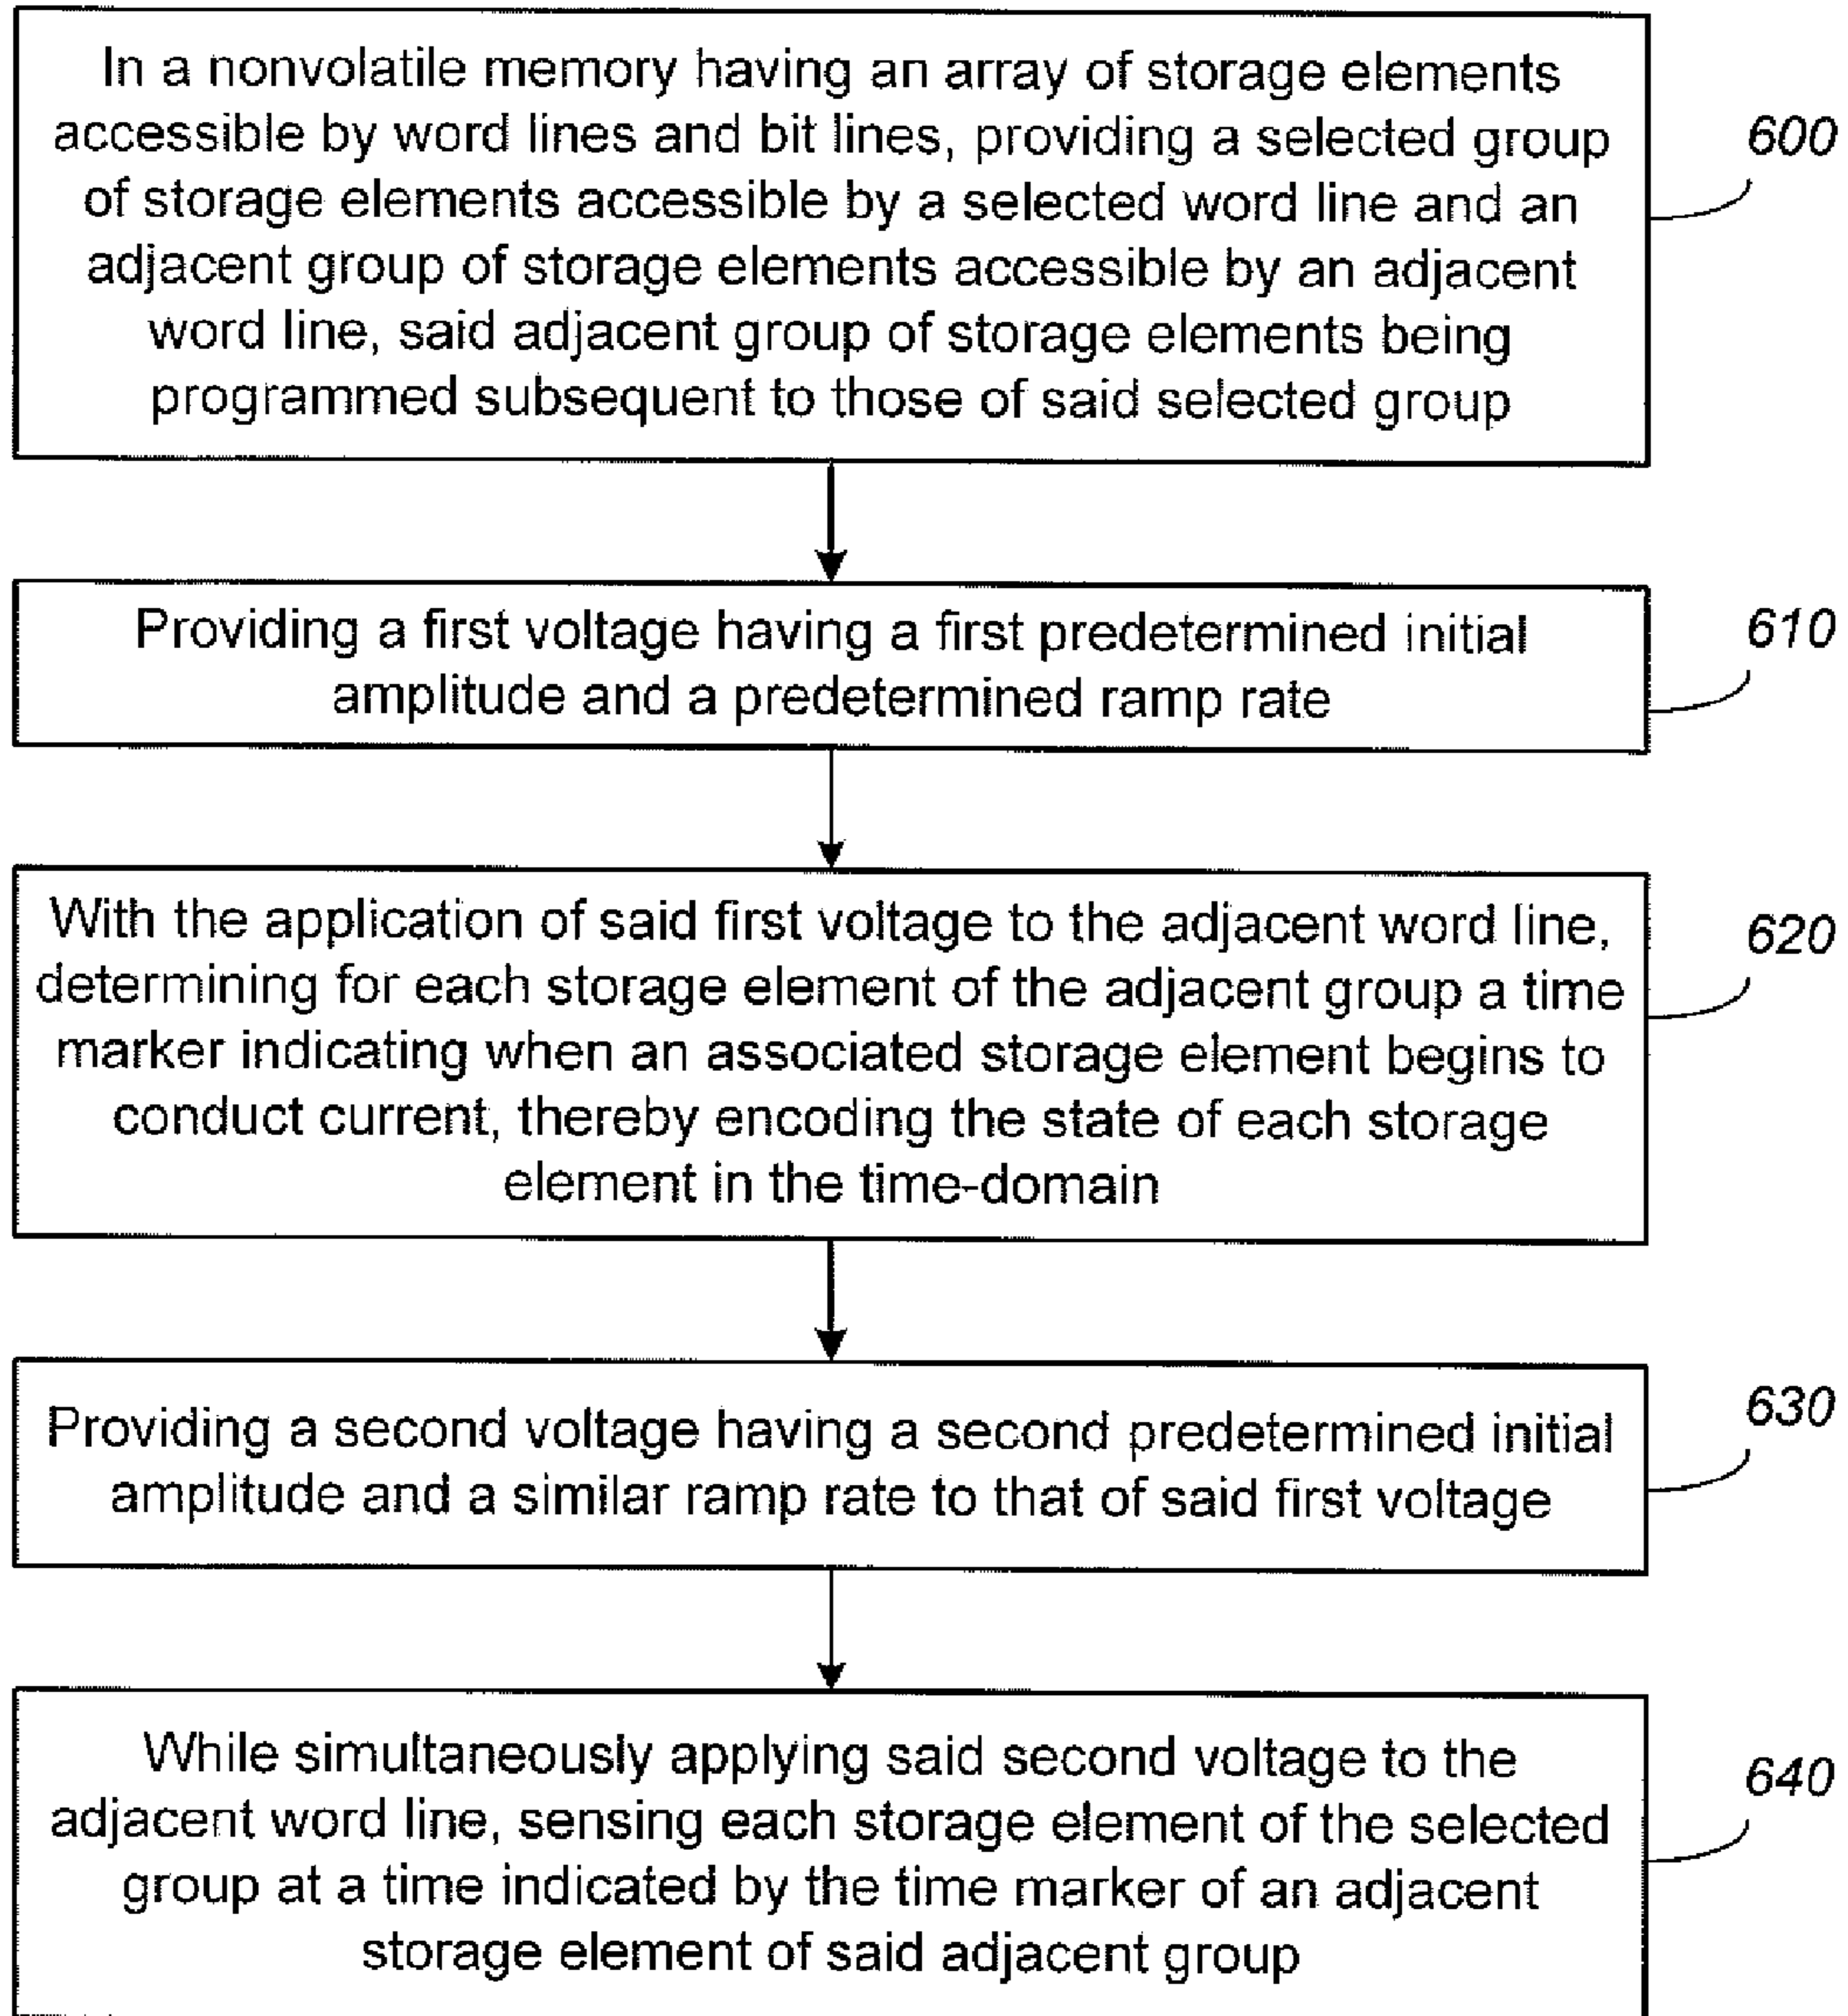 In a nonvolatile memory having an array of storage elements
accessible by word lines and bit lines, providing a selected group
of storage elements accessible by a selected word line and an
adjacent group of storage elements accessible by an adjacent
word line, said adjacent group of storage elements being
programmed subsequent to those of said selected group
600
Providing a first voltage having a first predetermined initial
amplitude and a predetermined ramp rate
610
With the application of said first voltage to the adjacent word line,
determining for each storage element of the adjacent group a time
marker indicating when an associated storage element begins to
conduct current, thereby encoding the state of each storage
element in the time-domain
620
Providing a second voltage having a second predetermined initial
amplitude and a similar ramp rate to that of said first voltage
630
While simultaneously applying said second voltage to the
adjacent word line, sensing each storage element of the selected
group at a time indicated by the time marker of an adjacent
storage element of said adjacent group
640